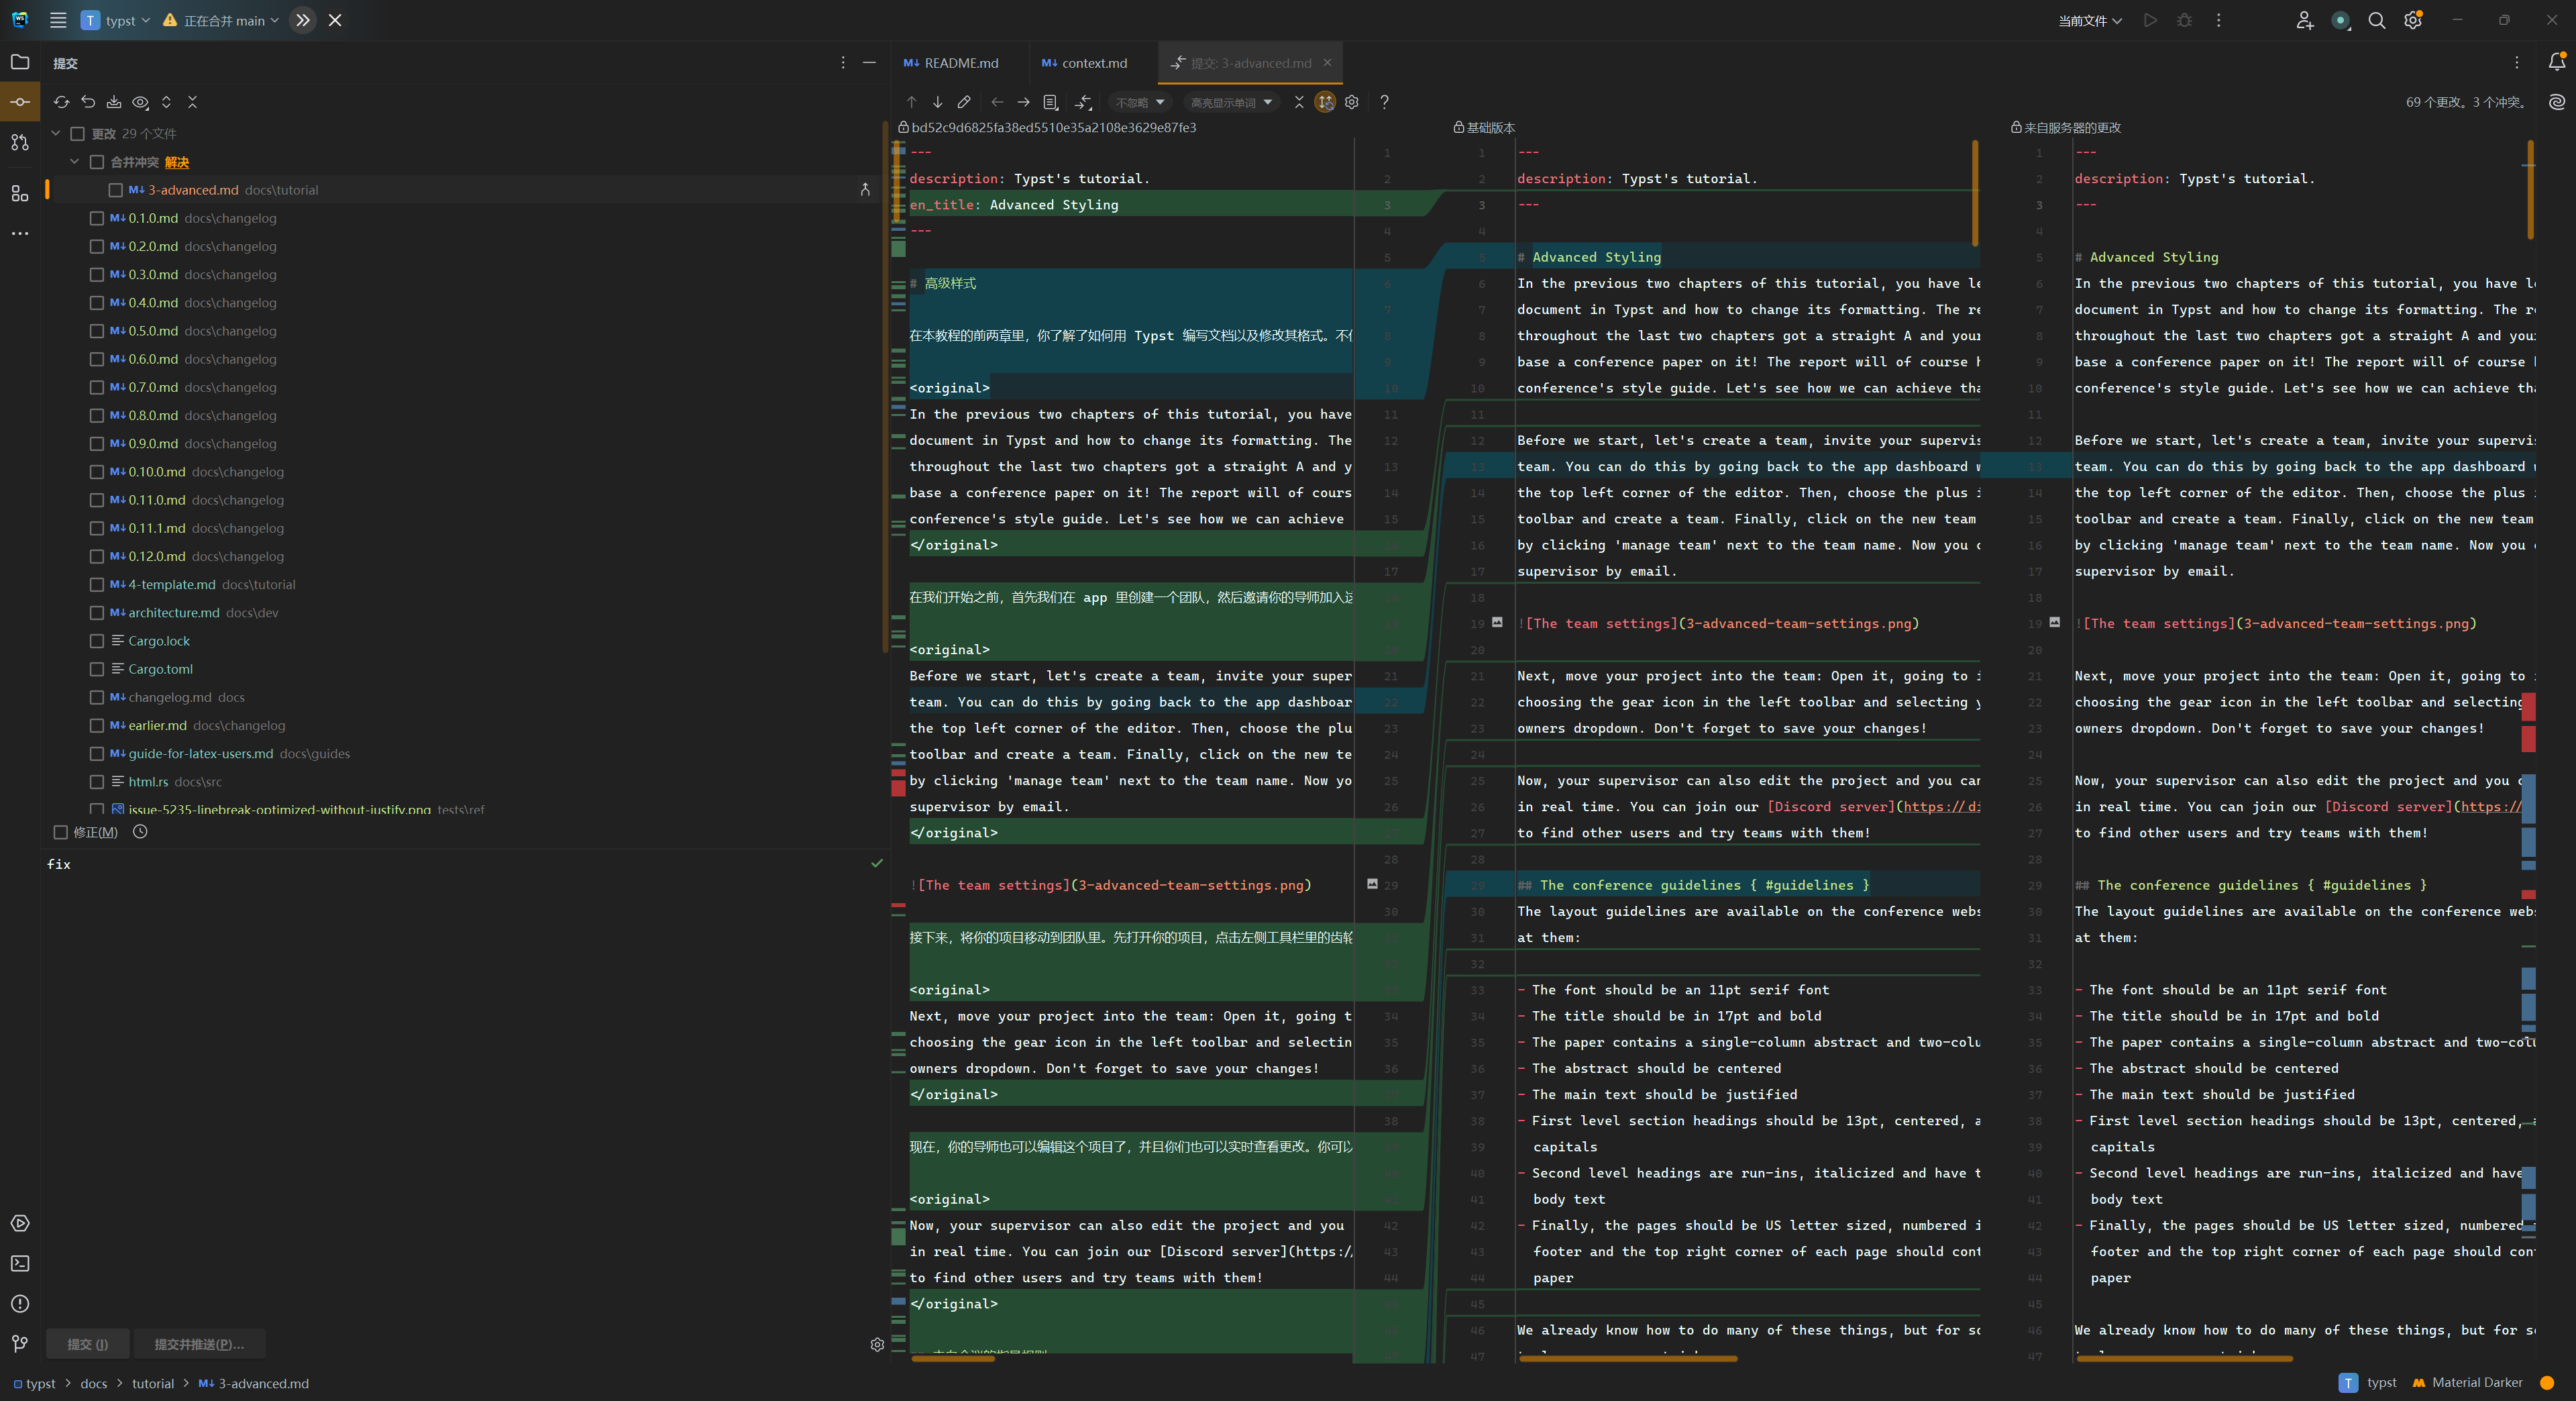 typst
正在合并 main
当前文件
提交
README.md
context.md
提交: 3-advanced.md
不忽略
高亮显示单词
?
69 个更改。3 个冲突。
更改 29 个文件
合并冲突 解决
3-advanced.md docs\tutorial
0.1.0.md docs\changelog
0.2.0.md docs\changelog
0.3.0.md docs\changelog
0.4.0.md docs\changelog
0.5.0.md docs\changelog
0.6.0.md docs\changelog
0.7.0.md docs\changelog
0.8.0.md docs\changelog
0.9.0.md docs\changelog
0.10.0.md docs\changelog
0.11.0.md docs\changelog
0.11.1.md docs\changelog
0.12.0.md docs\changelog
4-template.md docs\tutorial
architecture.md docs\dev
Cargo.lock
Cargo.toml
changelog.md docs
earlier.md docs\changelog
guide-for-latex-users.md docs\guides
html.rs docs\src
issue-5235-linebreak-optimized-without-justify.png tests\ref
修正(M)
fix
提交 (I)
提交并推送(P)...
bd52c9d6825fa38ed5510e35a2108e3629e87fe3
---
description: Typst's tutorial.
en_title: Advanced Styling
---
# 高级样式
在本教程的前两章里，你了解了如何用 Typst 编写文档以及修改其格式。不
<original>
In the previous two chapters of this tutorial, you have
document in Typst and how to change its formatting. The
throughout the last two chapters got a straight A and y
base a conference paper on it! The report will of cours
conference's style guide. Let's see how we can achieve
</original>
在我们开始之前，首先我们在 app 里创建一个团队，然后邀请你的导师加入这
<original>
Before we start, let's create a team, invite your super
team. You can do this by going back to the app dashboar
the top left corner of the editor. Then, choose the plu
toolbar and create a team. Finally, click on the new te
by clicking 'manage team' next to the team name. Now yo
supervisor by email.
</original>
![The team settings](3-advanced-team-settings.png)
接下来，将你的项目移动到团队里。先打开你的项目，点击左侧工具栏里的齿轮
<original>
Next, move your project into the team: Open it, going t
choosing the gear icon in the left toolbar and selectin
owners dropdown. Don't forget to save your changes!
</original>
现在，你的导师也可以编辑这个项目了，并且你们也可以实时查看更改。你可以
<original>
Now, your supervisor can also edit the project and you
in real time. You can join our [Discord server](https:/
to find other users and try teams with them!
</original>
基础版本
---
description: Typst's tutorial.
---
# Advanced Styling
In the previous two chapters of this tutorial, you have le
document in Typst and how to change its formatting. The re
throughout the last two chapters got a straight A and your
base a conference paper on it! The report will of course h
conference's style guide. Let's see how we can achieve tha
Before we start, let's create a team, invite your supervis
team. You can do this by going back to the app dashboard w
the top left corner of the editor. Then, choose the plus i
toolbar and create a team. Finally, click on the new team
by clicking 'manage team' next to the team name. Now you c
supervisor by email.
![The team settings](3-advanced-team-settings.png)
Next, move your project into the team: Open it, going to i
choosing the gear icon in the left toolbar and selecting y
owners dropdown. Don't forget to save your changes!
Now, your supervisor can also edit the project and you can
in real time. You can join our [Discord server](https://di
to find other users and try teams with them!
## The conference guidelines { #guidelines }
The layout guidelines are available on the conference webs
at them:
- The font should be an 11pt serif font
- The title should be in 17pt and bold
- The paper contains a single-column abstract and two-colu
- The abstract should be centered
- The main text should be justified
- First level section headings should be 13pt, centered, a
capitals
- Second level headings are run-ins, italicized and have t
body text
- Finally, the pages should be US letter sized, numbered i
footer and the top right corner of each page should cont
paper
We already know how to do many of these things, but for so
来自服务器的更改
---
description: Typst's tutorial.
---
# Advanced Styling
In the previous two chapters of this tutorial, you have l
document in Typst and how to change its formatting. The r
throughout the last two chapters got a straight A and you
base a conference paper on it! The report will of course
conference's style guide. Let's see how we can achieve th
Before we start, let's create a team, invite your supervi
team. You can do this by going back to the app dashboard
the top left corner of the editor. Then, choose the plus
toolbar and create a team. Finally, click on the new team
by clicking 'manage team' next to the team name. Now you
supervisor by email.
![The team settings](3-advanced-team-settings.png)
Next, move your project into the team: Open it, going to
choosing the gear icon in the left toolbar and selecting
owners dropdown. Don't forget to save your changes!
Now, your supervisor can also edit the project and you c
in real time. You can join our [Discord server](https://
to find other users and try teams with them!
## The conference guidelines { #guidelines }
The layout guidelines are available on the conference web
at them:
- The font should be an 11pt serif font
- The title should be in 17pt and bold
- The paper contains a single-column abstract and two-col
- The abstract should be centered
- The main text should be justified
- First level section headings should be 13pt, centered,
capitals
- Second level headings are run-ins, italicized and have
body text
- Finally, the pages should be US letter sized, numbered
footer and the top right corner of each page should con
paper
We already know how to do many of these things, but for s
typst > docs > tutorial > 3-advanced.md
typst
Material Darker